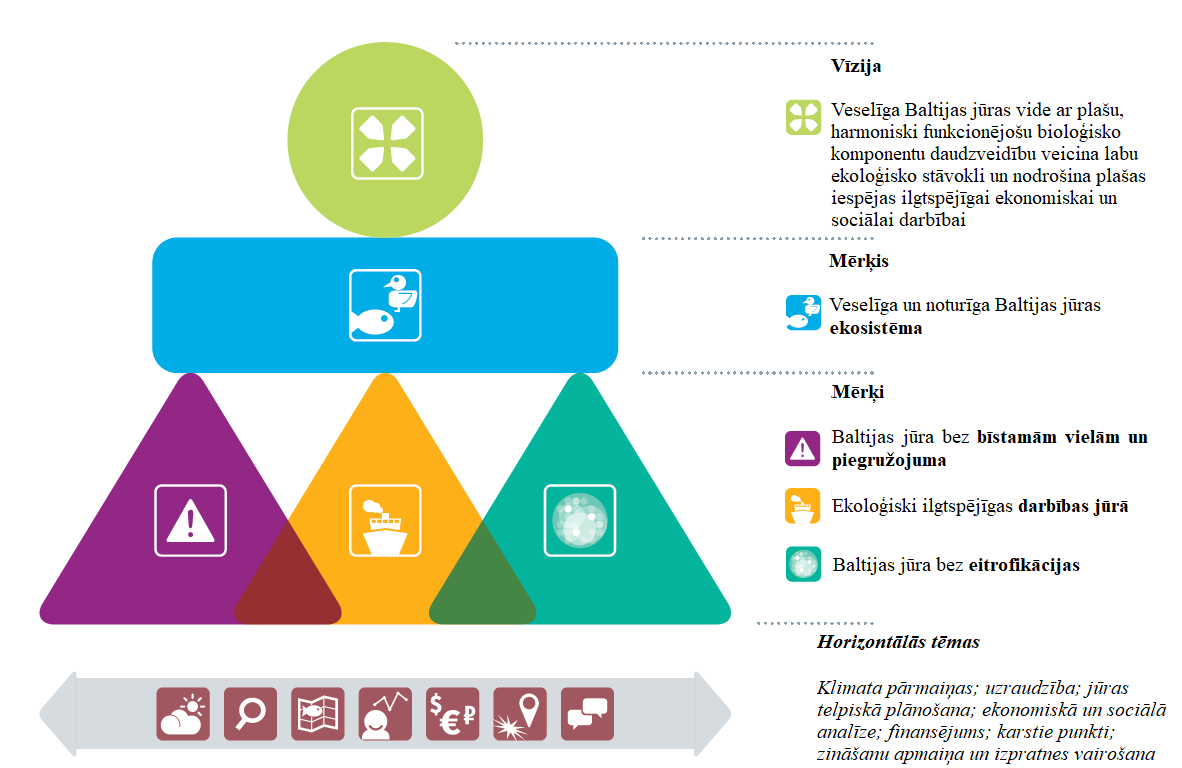 Vīzija
Veselīga Baltijas jūras vide ar plašu,
harmoniski funkcionējošu bioloģisko
komponentu daudzveidību veicina labu
ekoloģisko stāvokli un nodrošina plašas
iespējas ilgtspējīgai ekonomiskai un
sociālai darbībai
Mērķis
Veselīga un noturīga Baltijas jūras
ekosistēma
Mērķi
Baltijas jūra bez bīstamām vielām un
piegružojuma
Ekoloģiski ilgtspējīgas darbības jūrā
Baltijas jūra bez eitrofikācijas
Horizontālās tēmas
Klimata pārmaiņas; uzraudzība; jūras
telpiskā plānošana; ekonomiskā un sociālā
analīze; finansējums; karstie punkti;
zināšanu apmaiņa un izpratnes vairošana